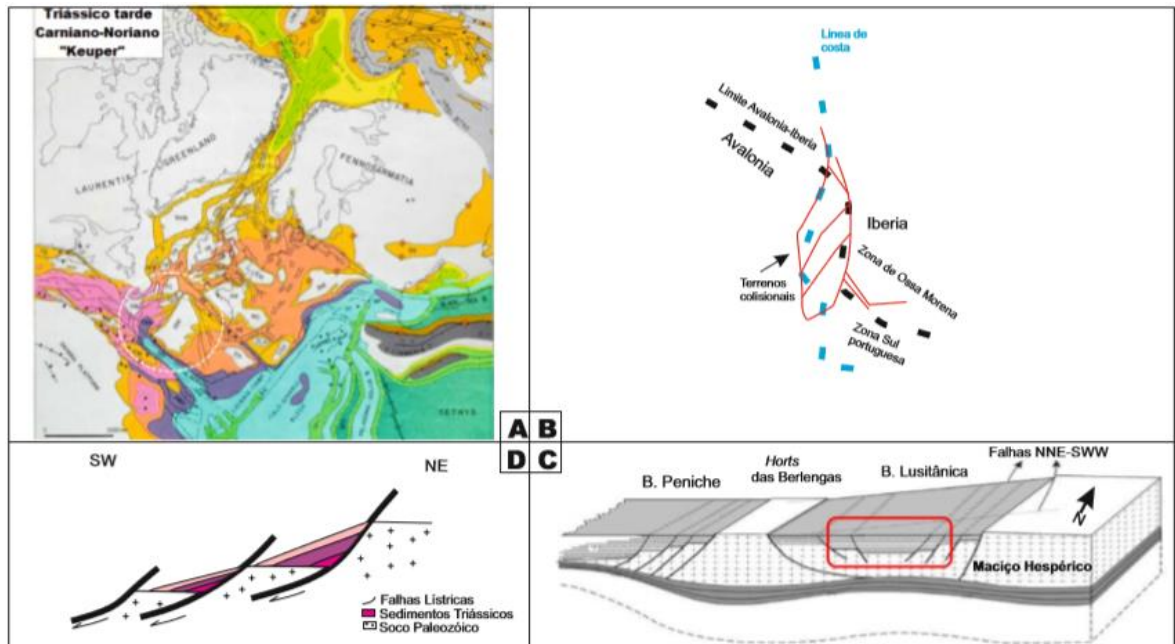 Triássico tarde
Carniano-Noriano
"Keuper"
LAURENTIA
GREENLAND
FENNOSARMATIA
TETHYS
Linea de
costa
Limite Avalonia-Iberia
Avalonia
Iberia
Zona de Ossa Morena
Terrenos
colisionais
Zona Sul
portuguesa
A B
D C
SW
NE
Falhas Lístricas
Sedimentos Triássicos
Soco Paleozóico
B. Peniche
Horts
das Berlengas
B. Lusitânica
Falhas NNE-SWW
N
Maciço Hespérico